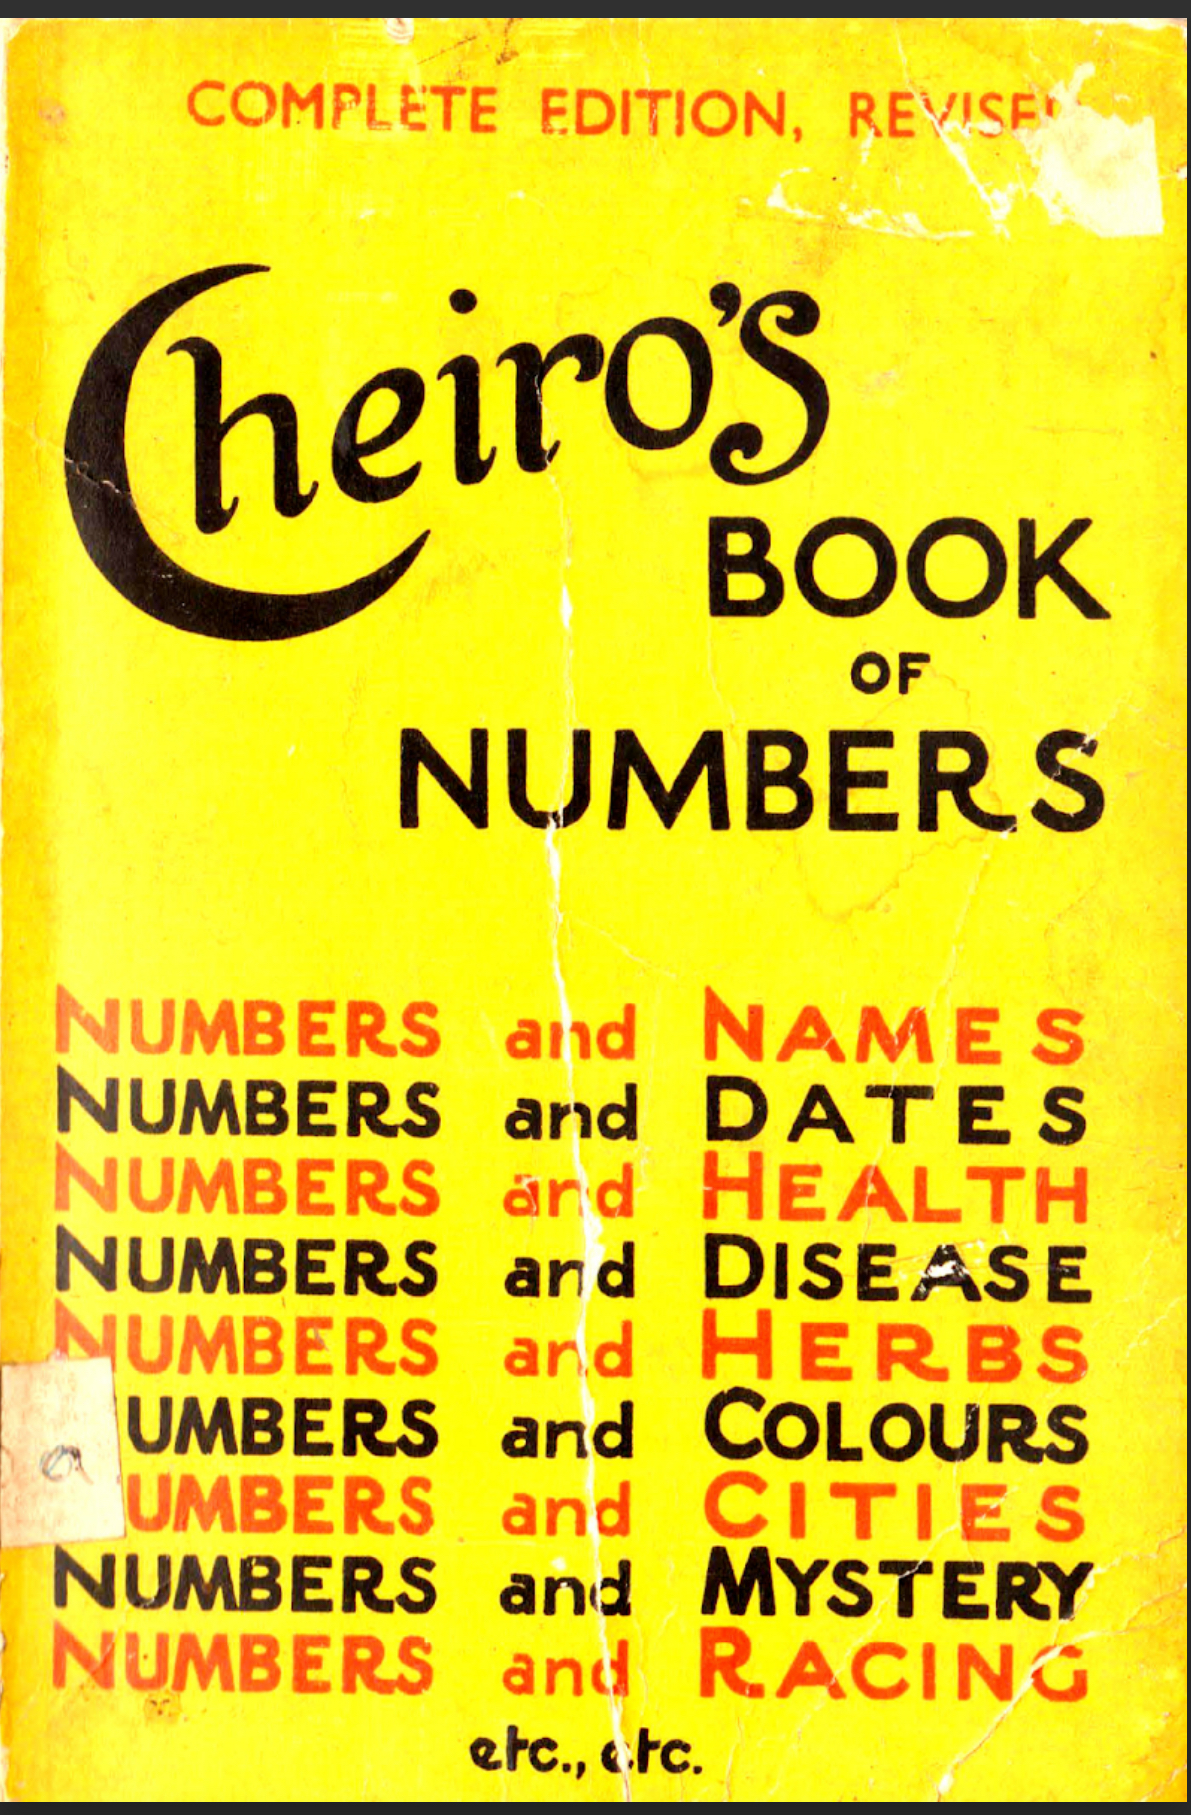 COMPLETE EDITION, REVISED
Cheiro's
BOOK
OF
NUMBERS
NUMBERS and NAMES
NUMBERS and DATES
NUMBERS and HEALTH
NUMBERS and DISEASE
NUMBERS and HERBS
UMBERS and COLOURS
UMBERS and CITIES
NUMBERS and MYSTERY
NUMBERS and RACING
etc., etc.